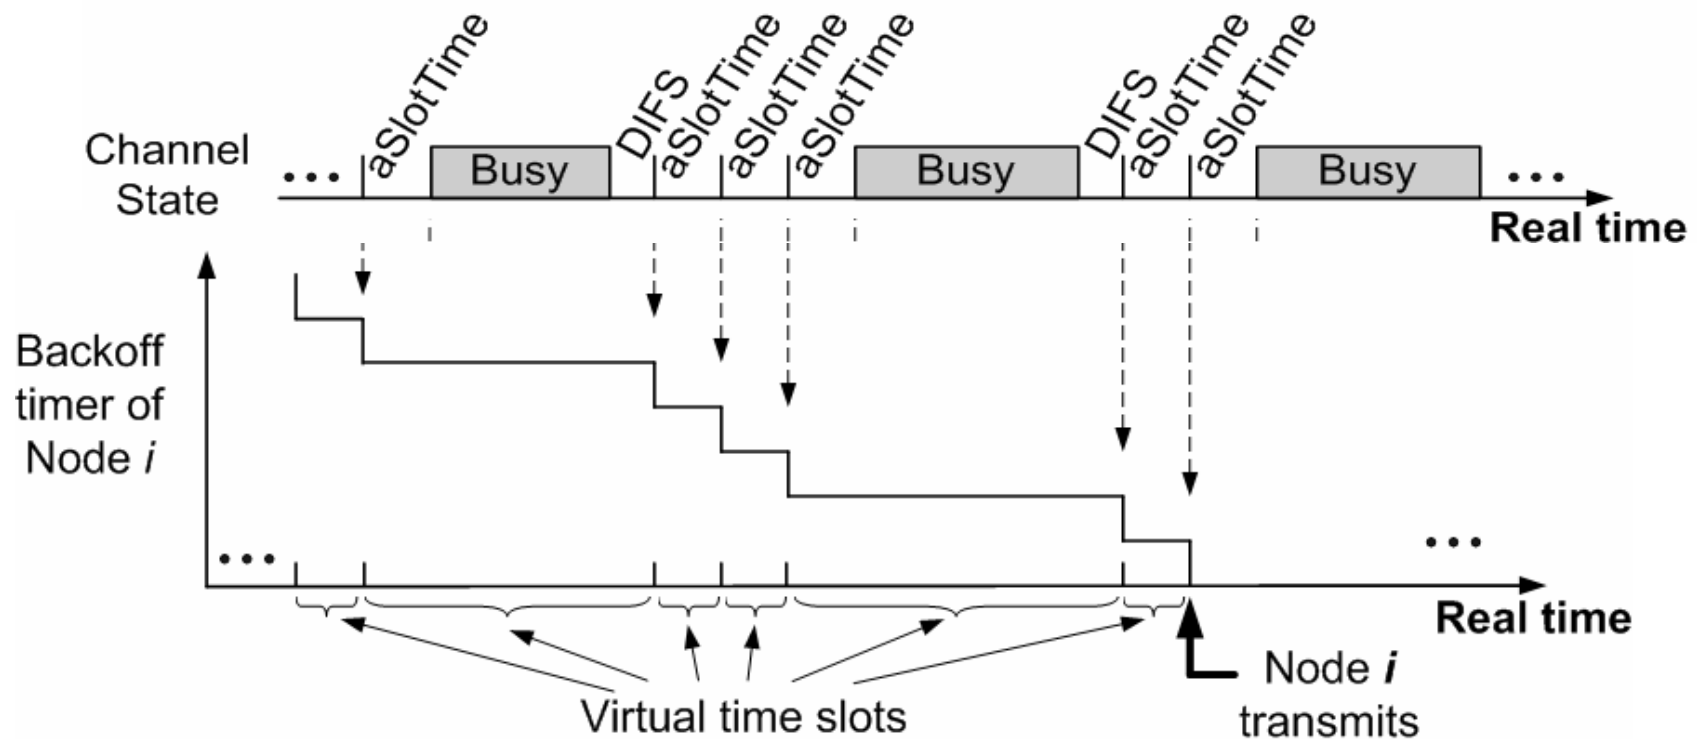 aSlotTime
DIFS
aSlotTime
aSlotTime
aSlotTime
DIFS
aSlotTime
aSlotTime
Channel
State
...
Busy
Busy
Busy
...
Real time
Backoff
timer of
Node i
...
...
Real time
Virtual time slots
Node i
transmits